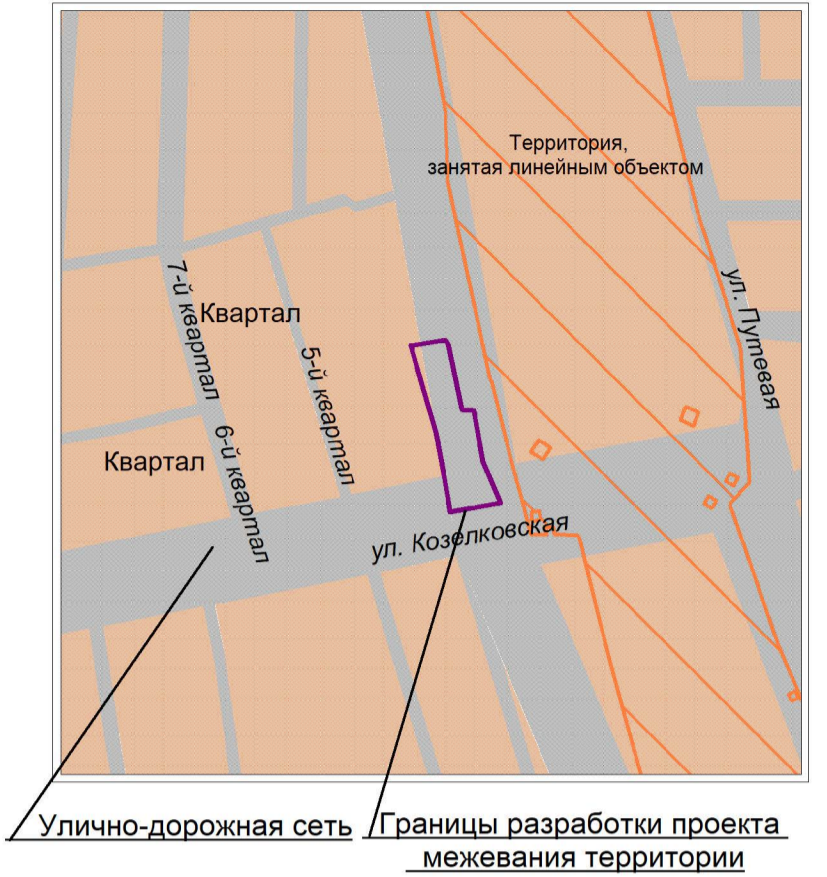 Территория,
занятая линейным объектом
7-й квартал
Квартал
ул. Путевая
5-й квартал
Квартал
6-й квартал
ул. Козелковская
Улично-дорожная сеть
Границы разработки проекта
межевания территории